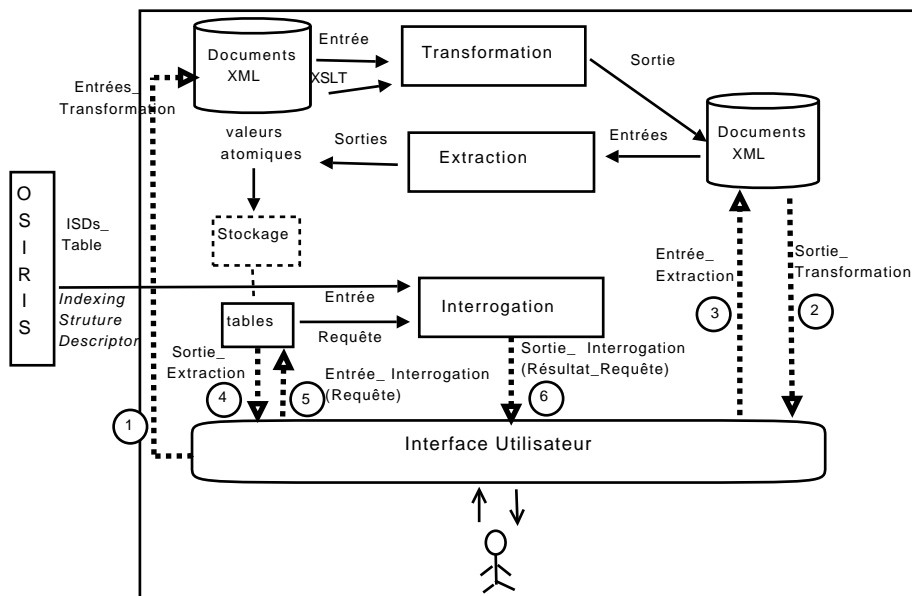 Documents
XML
Entrée
XSLT
Transformation
Sortie
Entrées_
Transformation
valeurs
atomiques
Sorties
Extraction
Entrées
Documents
XML
O
S
I
R
I
S
ISDs_
Table
Indexing
Struture
Descriptor
Stockage
Entrée_
Extraction
Sortie_
Transformation
Entrée
Interrogation
tables
Requête
3
2
Sortie_
Extraction
Entrée_ Interrogation
(Requête)
Sortie_ Interrogation
(Résultat_Requête)
4
5
6
1
Interface Utilisateur